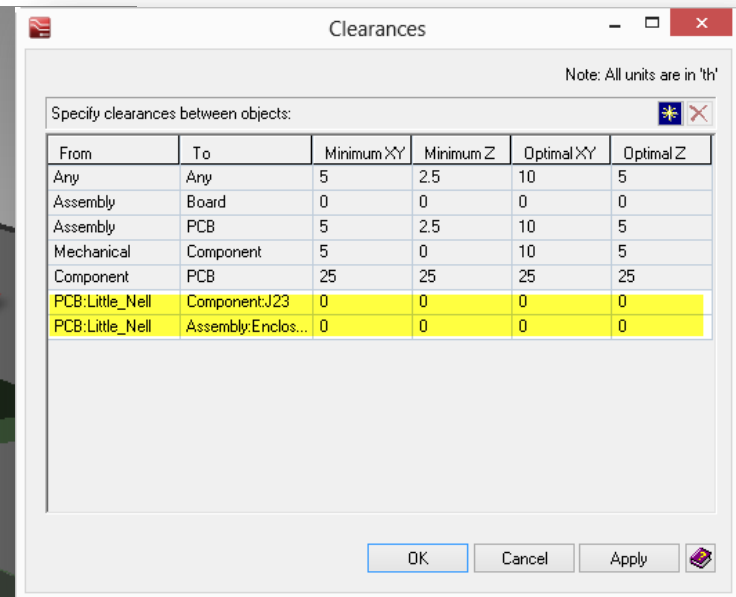 Clearances
Note: All units are in 'th'
Specify clearances between objects:
From To Minimum XY Minimum Z Optimal XY Optimal Z
Any Any 5 2.5 10 5
Assembly Board 0 0 0 0
Assembly PCB 5 2.5 10 5
Mechanical Component 5 0 10 5
Component PCB 25 25 25 25
PCB:Little_Nell Component:J23 0 0 0 0
PCB:Little_Nell Assembly:Enclos... 0 0 0 0
OK Cancel Apply